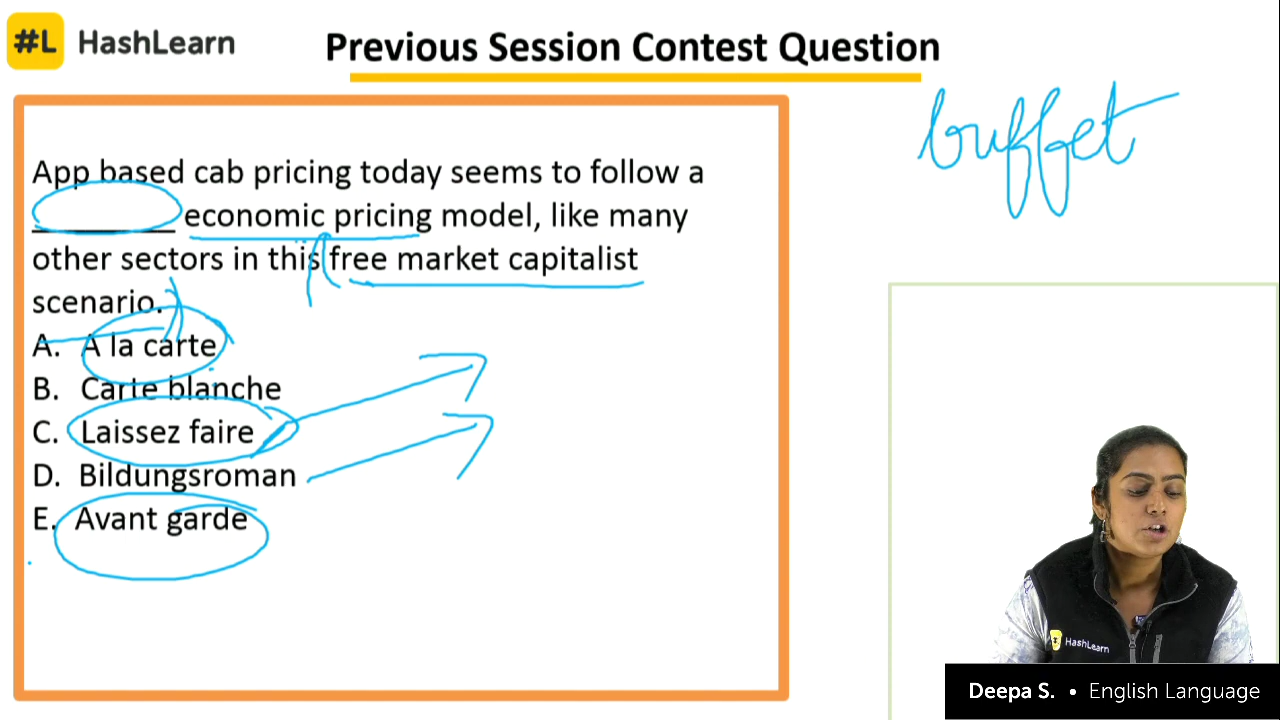 #L HashLearn
Previous Session Contest Question
buffet
App based cab pricing today seems to follow a
_________ economic pricing model, like many
other sectors in this free market capitalist
scenario.
A. A la carte
B. Carte blanche
C. Laissez faire
D. Bildungsroman
E. Avant garde
HashLearn
Deepa S. • English Language